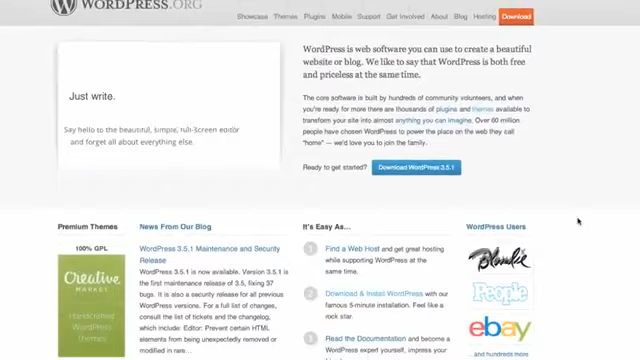 WORDPRESS.ORG
Showcase Themes Plugins Mobile Support Get Involved About Blog Hosting Download
WordPress is web software you can use to create a beautiful
website or blog. We like to say that WordPress is both free
and priceless at the same time.
Just write.
Say hello to the beautiful, simple, full-screen editor
and forget all about everything else.
The core software is built by hundreds of community volunteers, and when
you're ready for more there are thousands of plugins and themes available to
transform your site into almost anything you can imagine. Over 60 million
people have chosen WordPress to power the place on the web they call
"home" — we'd love you to join the family.
Ready to get started? Download WordPress 3.5.1
Premium Themes
100% GPL
Creative
MARKET
Handcrafted
WordPress
Themes
News From Our Blog
WordPress 3.5.1 Maintenance and Security
Release
WordPress 3.5.1 is now available. Version 3.5.1 is
the first maintenance release of 3.5, fixing 37
bugs. It is also a security release for all previous
WordPress versions. For a full list of changes,
consult the list of tickets and the changelog,
which include: Editor: Prevent certain HTML
elements from being unexpectedly removed or
modified in rare...
It's Easy As...
1 Find a Web Host and get great hosting
while supporting WordPress at the
same time.
2 Download & Install WordPress with our
famous 5-minute installation. Feel like a
rock star.
3 Read the Documentation and become a
WordPress expert yourself, impress your
WordPress Users
Blondie
People
ebay
... and hundreds more